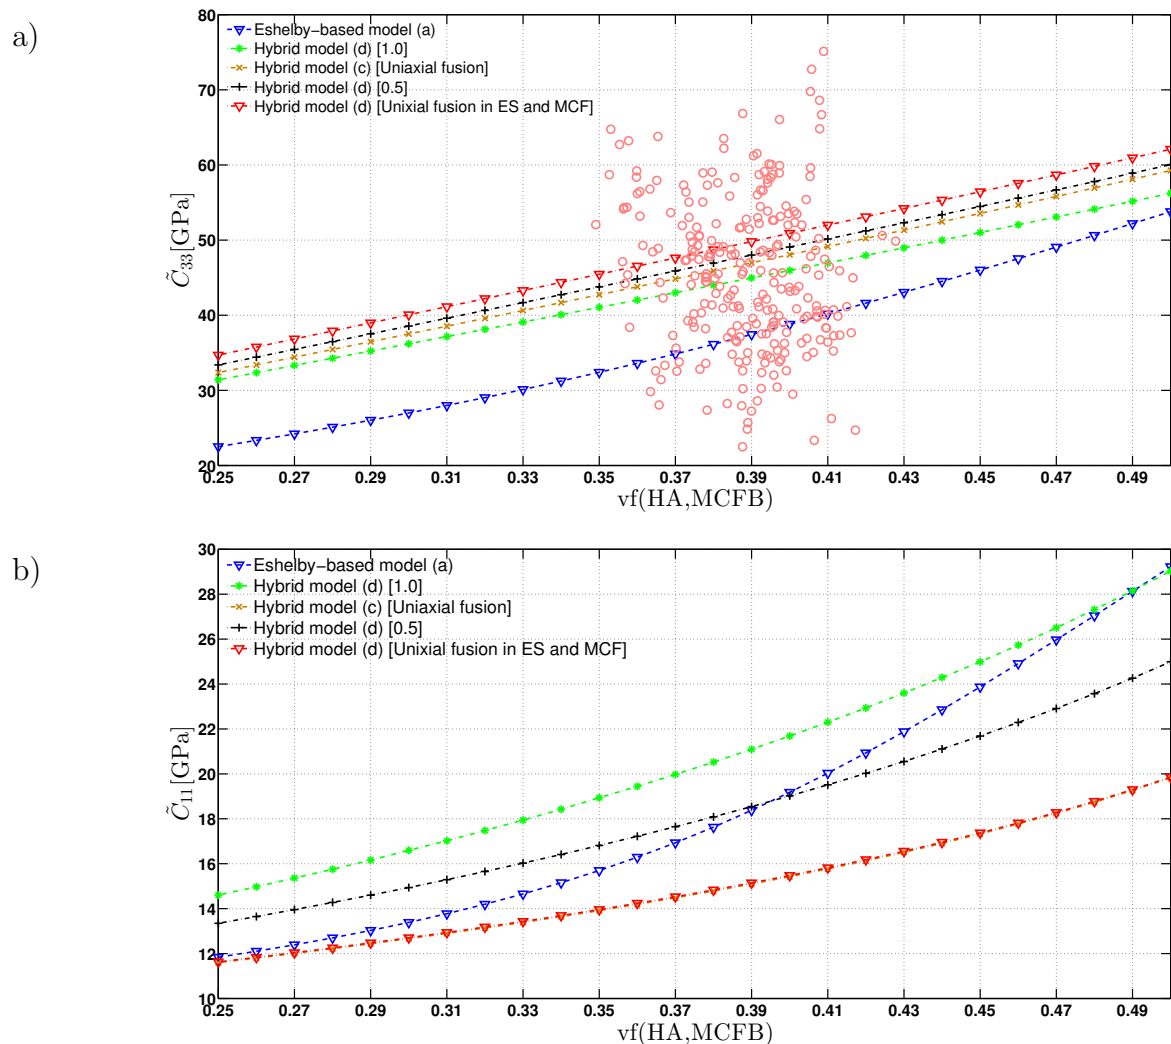 a)
80
70
60
50
40
30
20
C̃33[GPa]
Eshelby−based model (a)
Hybrid model (d) [1.0]
Hybrid model (c) [Uniaxial fusion]
Hybrid model (d) [0.5]
Hybrid model (d) [Unixial fusion in ES and MCF]
0.25 0.27 0.29 0.31 0.33 0.35 0.37 0.39 0.41 0.43 0.45 0.47 0.49
vf(HA,MCFB)
b)
30
28
26
24
22
20
18
16
14
12
10
C̃11[GPa]
Eshelby−based model (a)
Hybrid model (d) [1.0]
Hybrid model (c) [Uniaxial fusion]
Hybrid model (d) [0.5]
Hybrid model (d) [Unixial fusion in ES and MCF]
0.25 0.27 0.29 0.31 0.33 0.35 0.37 0.39 0.41 0.43 0.45 0.47 0.49
vf(HA,MCFB)